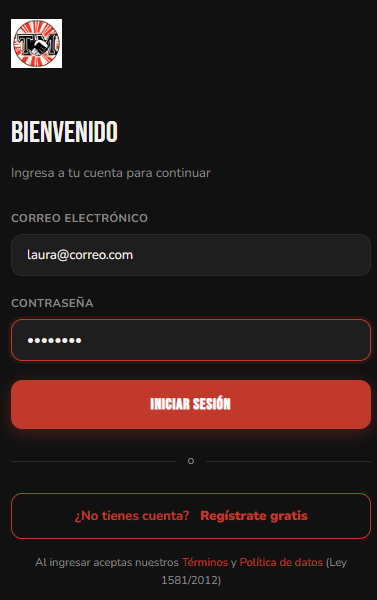 TM
BIENVENIDO
Ingresa a tu cuenta para continuar
CORREO ELECTRÓNICO
laura@correo.com
CONTRASEÑA
••••••••
INICIAR SESIÓN
o
¿No tienes cuenta? Regístrate gratis
Al ingresar aceptas nuestros Términos y Política de datos (Ley
1581/2012)